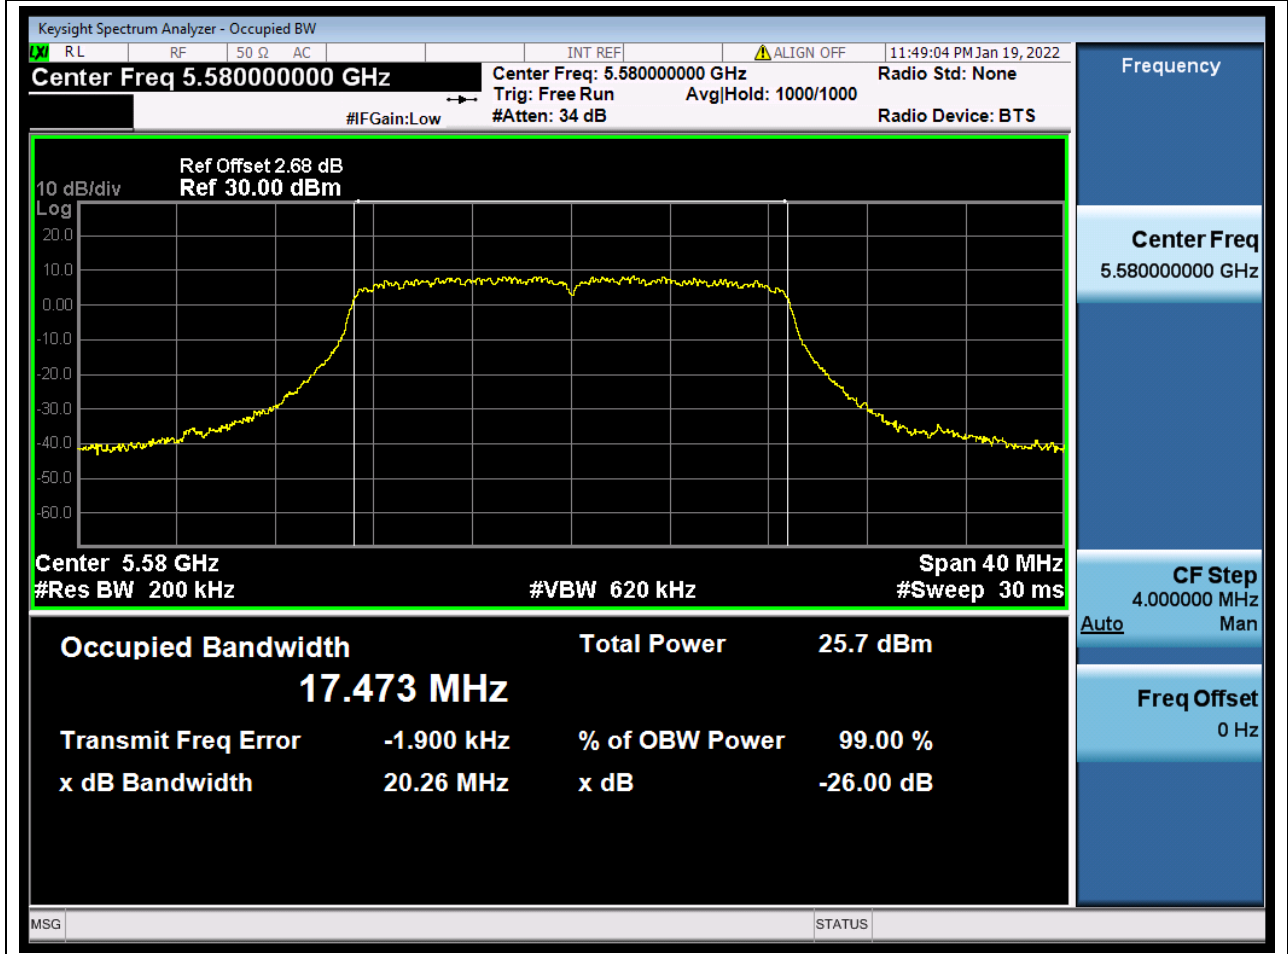 Keysight Spectrum Analyzer - Occupied BW
LXI RL RF 50 Ω AC INT REF ALIGN OFF 11:49:04 PM Jan 19, 2022
Center Freq 5.580000000 GHz
Center Freq: 5.580000000 GHz
Radio Std: None
Trig: Free Run Avg|Hold: 1000/1000
#IFGain:Low
#Atten: 34 dB
Radio Device: BTS
Ref Offset 2.68 dB
10 dB/div Ref 30.00 dBm
Log
20.0
10.0
0.00
-10.0
-20.0
-30.0
-40.0
-50.0
-60.0
Center 5.58 GHz Span 40 MHz
#Res BW 200 kHz #VBW 620 kHz #Sweep 30 ms
Occupied Bandwidth Total Power 25.7 dBm
17.473 MHz
Transmit Freq Error -1.900 kHz % of OBW Power 99.00 %
x dB Bandwidth 20.26 MHz x dB -26.00 dB
MSG STATUS
Frequency
Center Freq
5.580000000 GHz
CF Step
4.000000 MHz
Auto Man
Freq Offset
0 Hz